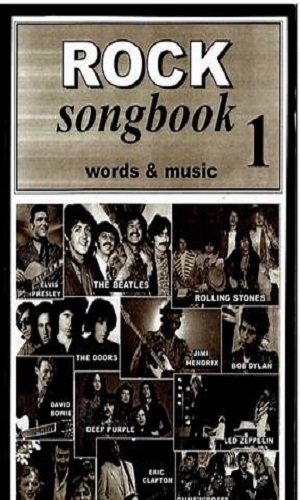 ROCK
songbook
1
words & music
ELVIS
PRESLEY
THE BEATLES
ROLLING STONES
THE DOORS
JIMI
HENDRIX
BOB DYLAN
DAVID
BOWIE
DEEP PURPLE
LED ZEPPELIN
ERIC
CLAPTON